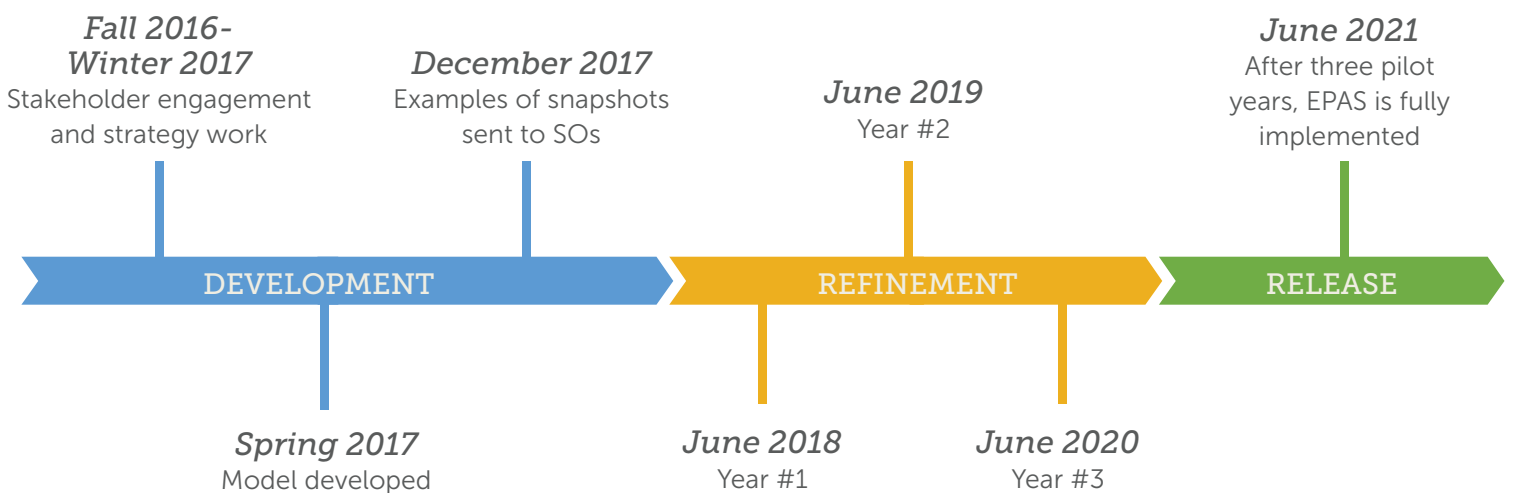 Fall 2016-
Winter 2017
Stakeholder engagement
and strategy work
December 2017
Examples of snapshots
sent to SOs
June 2019
Year #2
June 2021
After three pilot
years, EPAS is fully
implemented
DEVELOPMENT
REFINEMENT
RELEASE
Spring 2017
Model developed
June 2018
Year #1
June 2020
Year #3